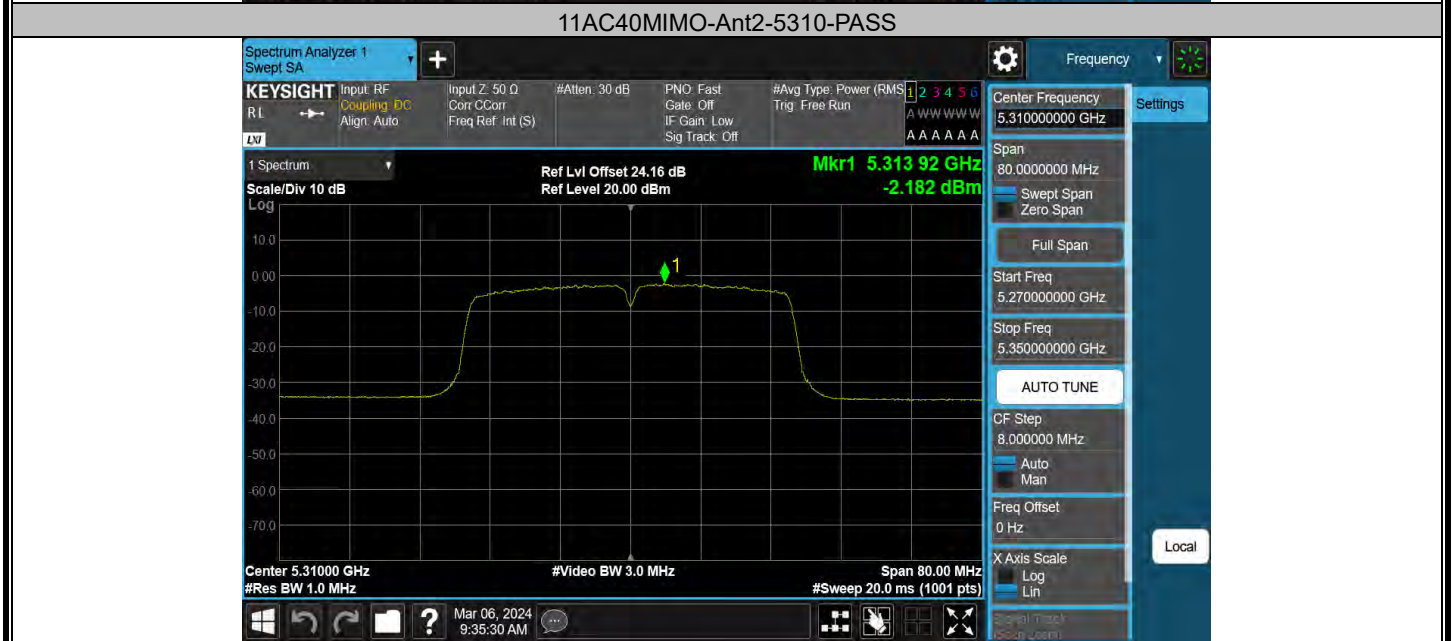 11AC40MIMO-Ant2-5310-PASS
Spectrum Analyzer 1
Swept SA
+
Frequency
KEYSIGHT
RL
LXI
Input: RF
Coupling: DC
Align: Auto
Input Z: 50 Ω
Corr CCorr
Freq Ref: Int (S)
#Atten: 30 dB
PNO: Fast
Gate: Off
IF Gain: Low
Sig Track: Off
#Avg Type: Power (RMS
Trig: Free Run
1 2 3 4 5 6
A W W W W W
A A A A A A
1 Spectrum
Scale/Div 10 dB
Log
Ref Lvl Offset 24.16 dB
Ref Level 20.00 dBm
Mkr1 5.313 92 GHz
-2.182 dBm
1
10.0
0.00
-10.0
-20.0
-30.0
-40.0
-50.0
-60.0
-70.0
Center 5.31000 GHz
#Res BW 1.0 MHz
#Video BW 3.0 MHz
Span 80.00 MHz
#Sweep 20.0 ms (1001 pts)
Center Frequency
5.310000000 GHz
Settings
Span
80.0000000 MHz
Swept Span
Zero Span
Full Span
Start Freq
5.270000000 GHz
Stop Freq
5.350000000 GHz
AUTO TUNE
CF Step
8.000000 MHz
Auto
Man
Freq Offset
0 Hz
X Axis Scale
Log
Lin
Local
Signal Track
(Span Zoom)
?
Mar 06, 2024
9:35:30 AM